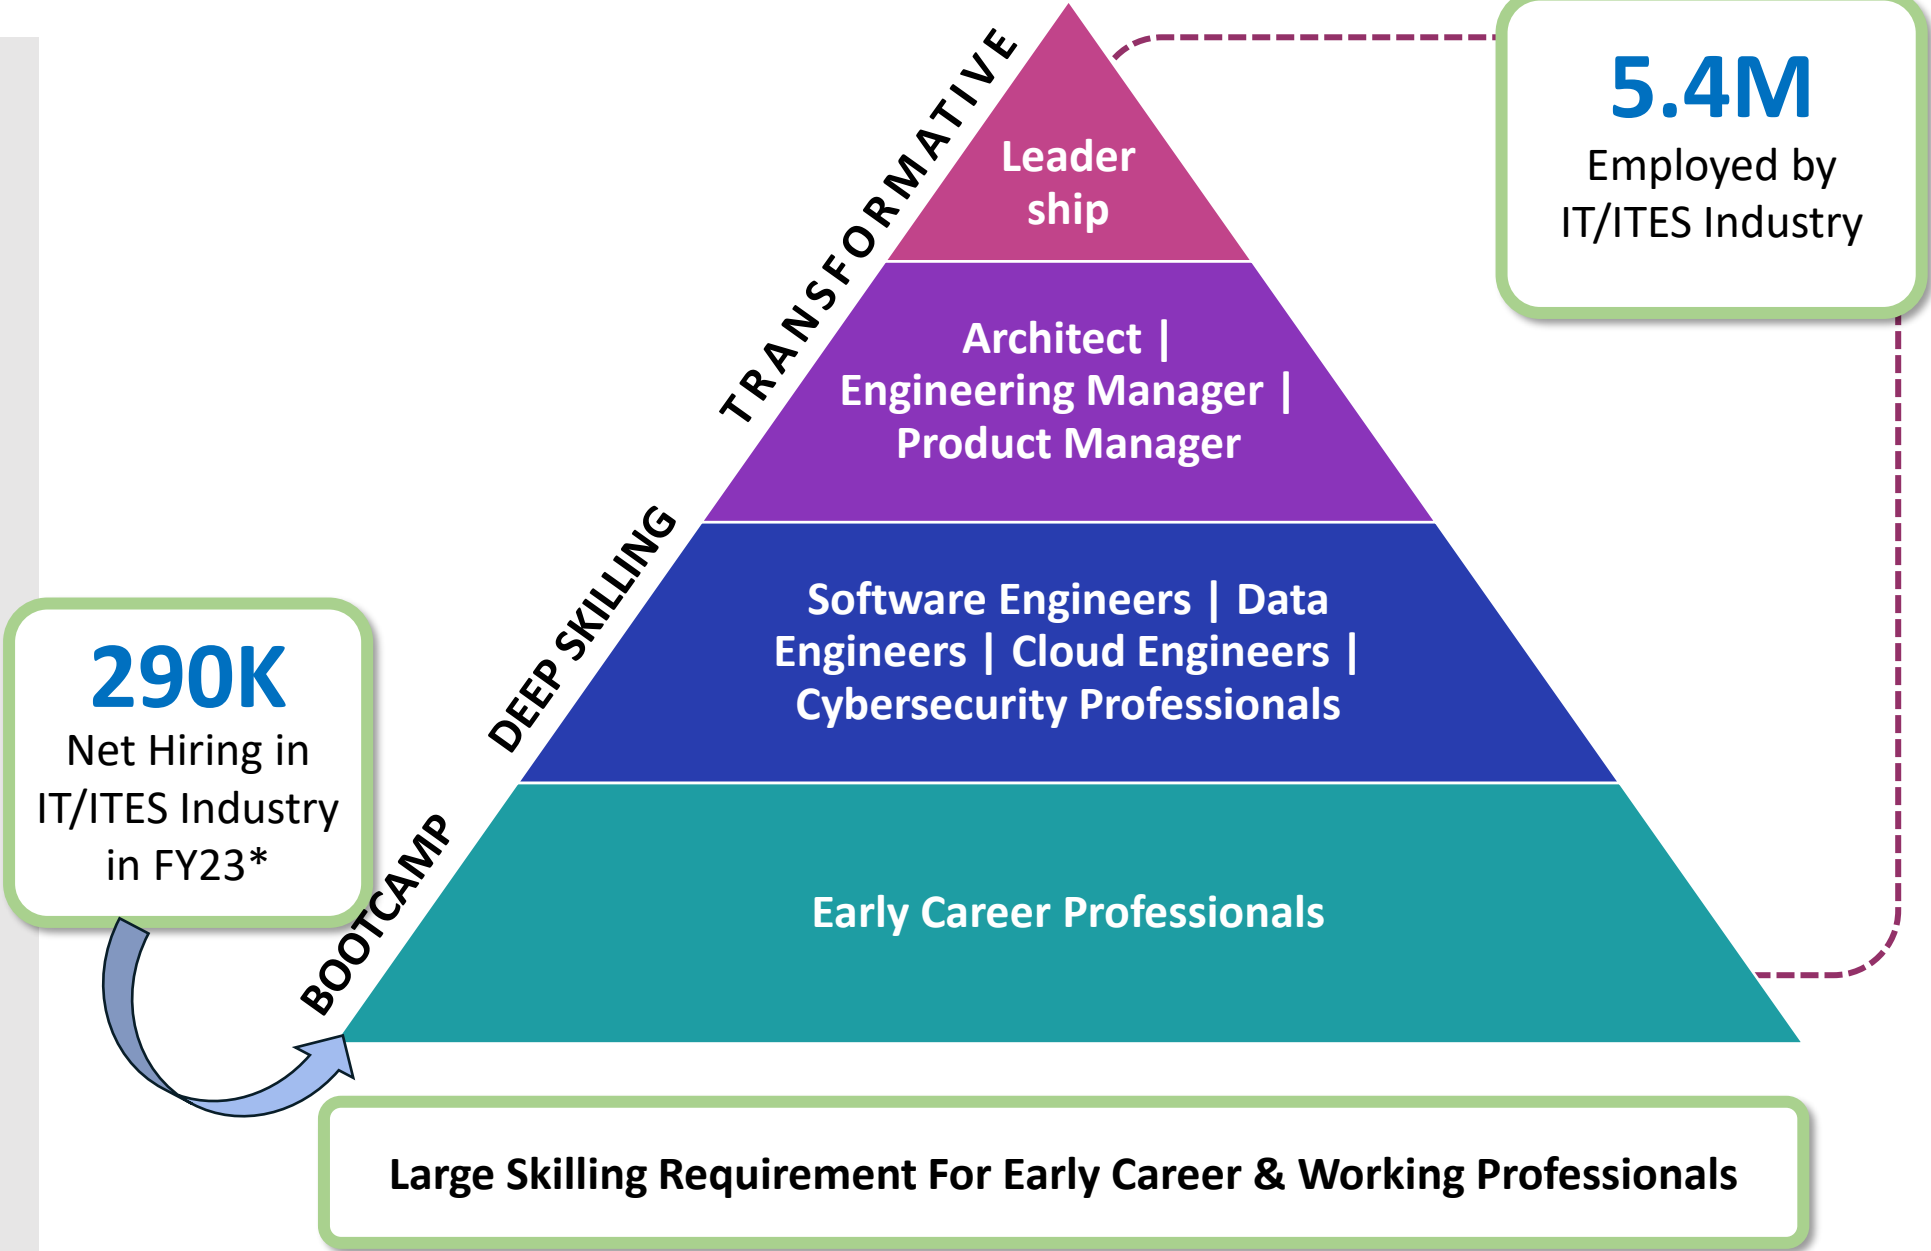 5.4M
Employed by
IT/ITES Industry
TRANSFORMATIVE
Leader
ship
Architect |
Engineering Manager |
Product Manager
DEEP SKILLING
Software Engineers | Data
Engineers | Cloud Engineers |
Cybersecurity Professionals
290K
Net Hiring in
IT/ITES Industry
in FY23*
BOOTCAMP
Early Career Professionals
Large Skilling Requirement For Early Career & Working Professionals